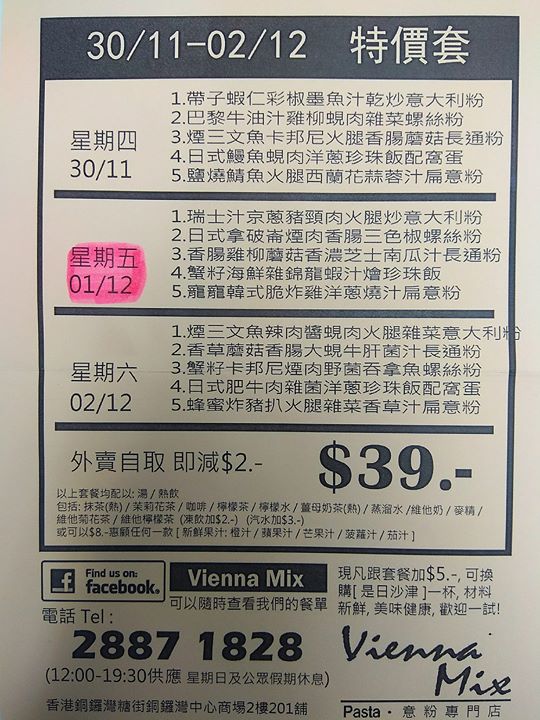 30/11-02/12 特價套
星期四
30/11
1.帶子蝦仁彩椒墨魚汁乾炒意大利粉
2.巴黎牛油汁雞柳蜆肉雜菜螺絲粉
3.煙三文魚卡邦尼火腿香腸蘑菇長通粉
4.日式鰻魚蜆肉洋蔥珍珠飯配窩蛋
5.鹽燒鯖魚火腿西蘭花蒜蓉汁扁意粉
星期五
01/12
1.瑞士汁京蔥豬頸肉火腿炒意大利粉
2.日式拿破崙煙肉香腸三色椒螺絲粉
3.香腸雞柳蘑菇香濃芝士南瓜汁長通粉
4.蟹籽海鮮雜錦龍蝦汁燴珍珠飯
5.寵寵韓式脆炸雞洋蔥燒汁扁意粉
星期六
02/12
1.煙三文魚辣肉醬蜆肉火腿雜菜意大利粉
2.香草蘑菇香腸大蜆牛肝菌汁長通粉
3.蟹籽卡邦尼煙肉野菌吞拿魚螺絲粉
4.日式肥牛肉雜菌洋蔥珍珠飯配窩蛋
5.蜂蜜炸豬扒火腿雜菜香草汁扁意粉
外賣自取 即減$2.-
$39.-
以上套餐均配以: 湯 / 熱飲
包括: 抹茶(熱) / 茉莉花茶 / 咖啡 / 檸檬茶 / 檸檬水 / 薑母奶茶(熱) / 蒸溜水 / 維他奶 / 麥精 /
維他菊花茶 / 維他檸檬茶 (凍飲加$2.-) (汽水加$3.-)
或可以$8.-惠顧任何一款 [ 新鮮果汁: 橙汁 / 蘋果汁 / 芒果汁 / 菠蘿汁 / 茄汁 ]
Find us on:
facebook.
Vienna Mix
可以隨時查看我們的餐單
現凡跟套餐加$5.-, 可換
購[ 是日沙津 ]一杯, 材料
新鮮, 美味健康, 歡迎一試!
電話 Tel :
2887 1828
(12:00-19:30供應 星期日及公眾假期休息)
香港銅鑼灣糖街銅鑼灣中心商場2樓201舖
Vienna
Mix
Pasta · 意粉專門店